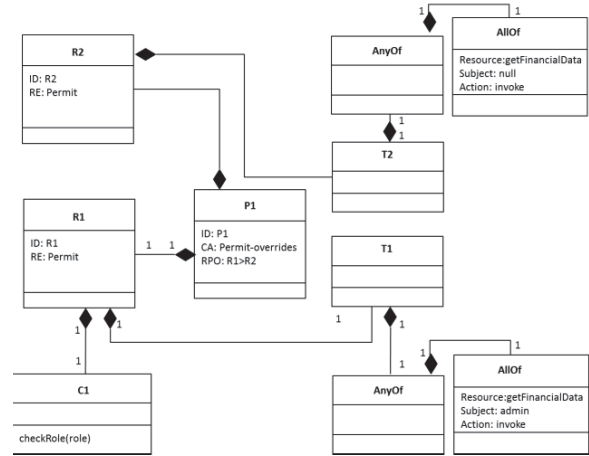 R2
ID: R2
RE: Permit
AnyOf
1
1
AllOf
Resource:getFinancialData
Subject: null
Action: invoke
1
1
T2
P1
ID: P1
CA: Permit-overrides
RPO: R1>R2
R1
ID: R1
RE: Permit
1
1
T1
1
1
1
1
1
1
C1
checkRole(role)
AnyOf
1
1
AllOf
Resource:getFinancialData
Subject: admin
Action: invoke